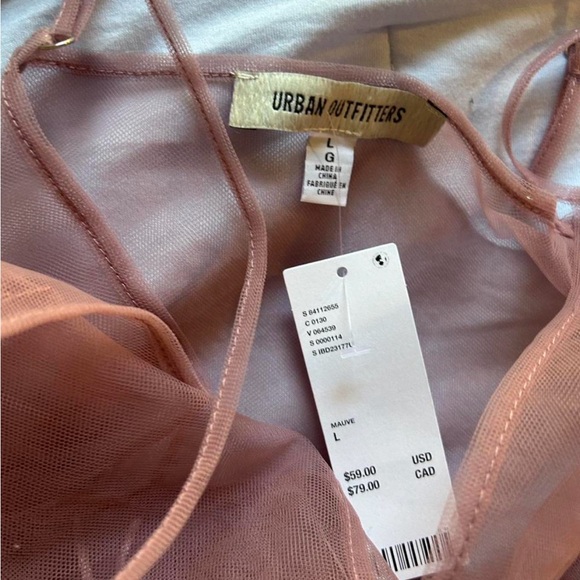 URBAN OUTFITTERS
L
G
MADE IN
CHINA
FABRIQUÉ EN
CHINE
S 84112655
C 0130
V 064539
S 0000114
S IBD23177U
MAUVE
L
$59.00 USD
$79.00 CAD